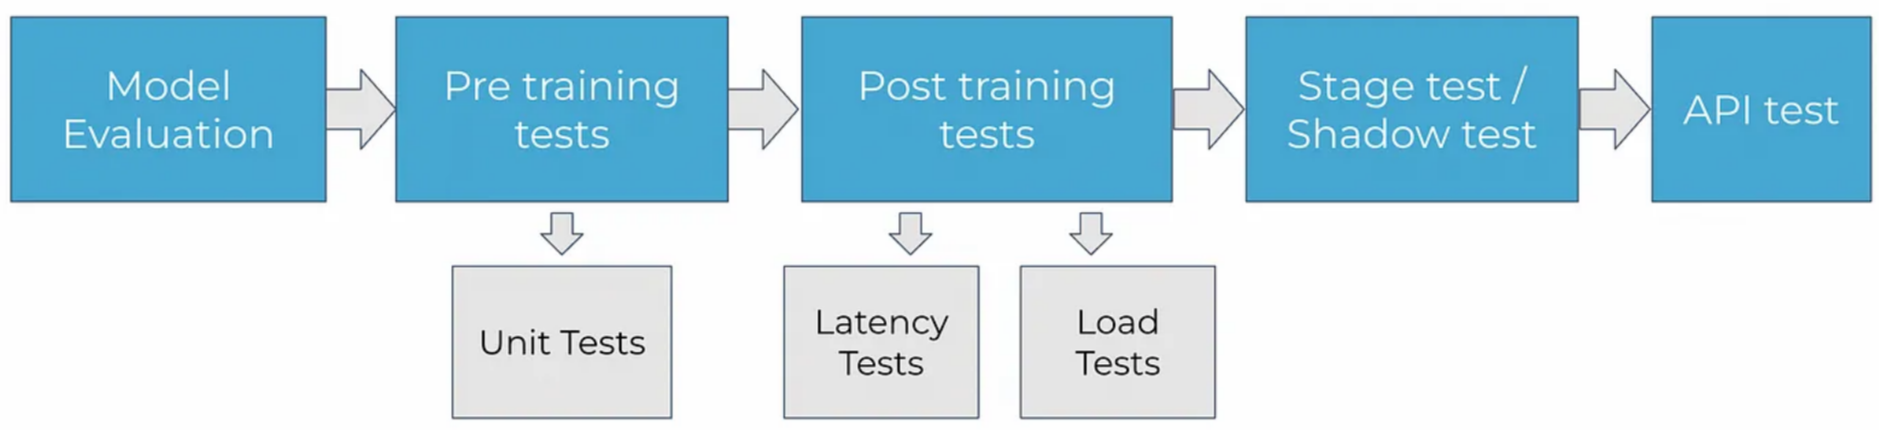 Model
Evaluation
Pre training
tests
Post training
tests
Stage test /
Shadow test
API test
Unit Tests
Latency
Tests
Load
Tests